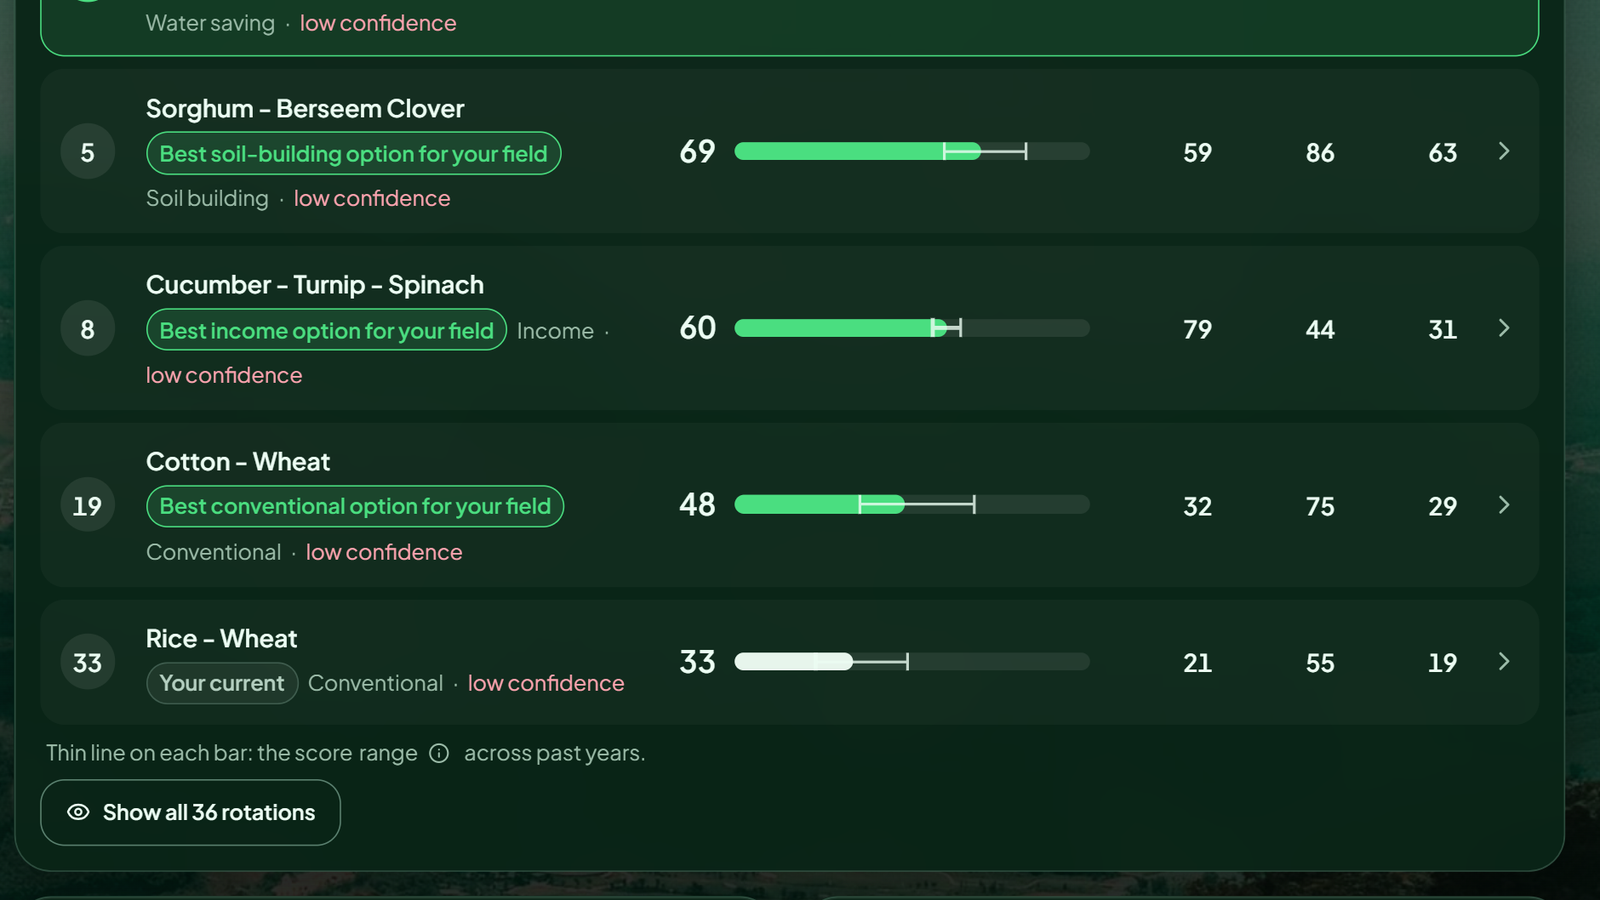 Water saving · low confidence
Sorghum – Berseem Clover
5
Best soil-building option for your field
69
59
86
63
Soil building · low confidence
Cucumber – Turnip – Spinach
8
Best income option for your field Income ·
60
79
44
31
low confidence
Cotton – Wheat
19
Best conventional option for your field
48
32
75
29
Conventional · low confidence
Rice – Wheat
33
Your current Conventional · low confidence
33
21
55
19
Thin line on each bar: the score range across past years.
Show all 36 rotations